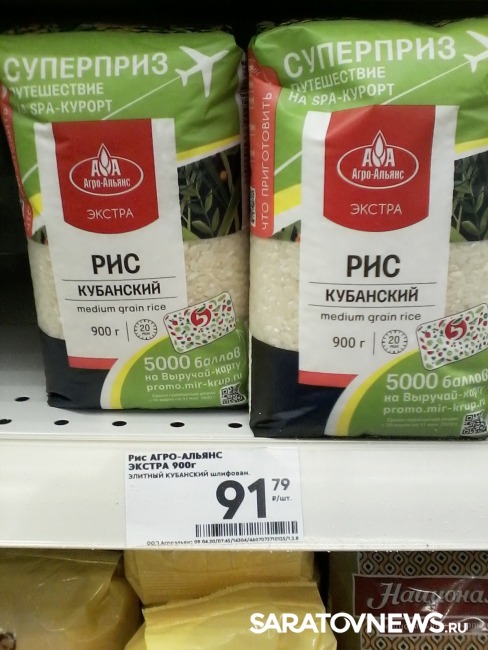 СУПЕРПРИЗ
ПУТЕШЕСТВИЕ
НА SPA-КУРОРТ
Агро-Альянс
ЭКСТРА
РИС
КУБАНСКИЙ
medium grain rice
900 г
20
5
5000 баллов
на Выручай-карту
promo.mir-krup.ru
СУПЕРПРИЗ
ПУТЕШЕСТВИЕ
НА SPA-КУРОРТ
ЧТО ПРИГОТОВИТЬ
Агро-Альянс
ЭКСТРА
РИС
КУБАНСКИЙ
medium grain rice
900 г
20
5
5000 баллов
на Выручай-карту
promo.mir-krup.ru
Рис АГРО-АЛЬЯНС
ЭКСТРА 900г
ЭЛИТНЫЙ КУБАНСКИЙ шлифован.
91 79
₽/шт.
Национал
SARATOVNEWS.RU